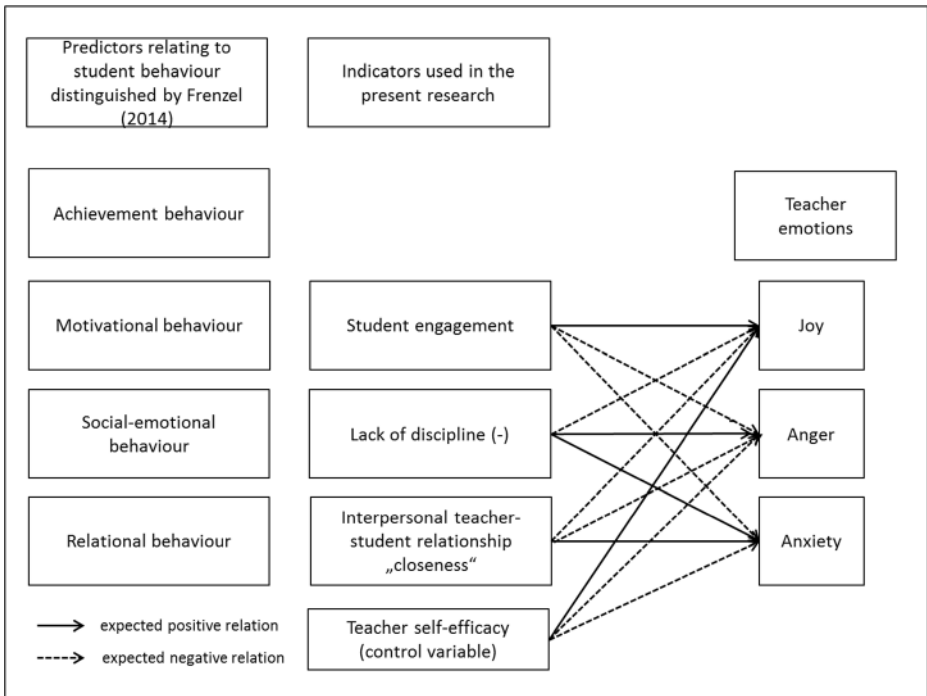 Predictors relating to
student behaviour
distinguished by Frenzel
(2014)
Indicators used in the
present research
Achievement behaviour
Teacher
emotions
Motivational behaviour
Student engagement
Joy
Social-emotional
behaviour
Lack of discipline (-)
Anger
Relational behaviour
Interpersonal teacher-
student relationship
„closeness“
Anxiety
Teacher self-efficacy
(control variable)
expected positive relation
expected negative relation